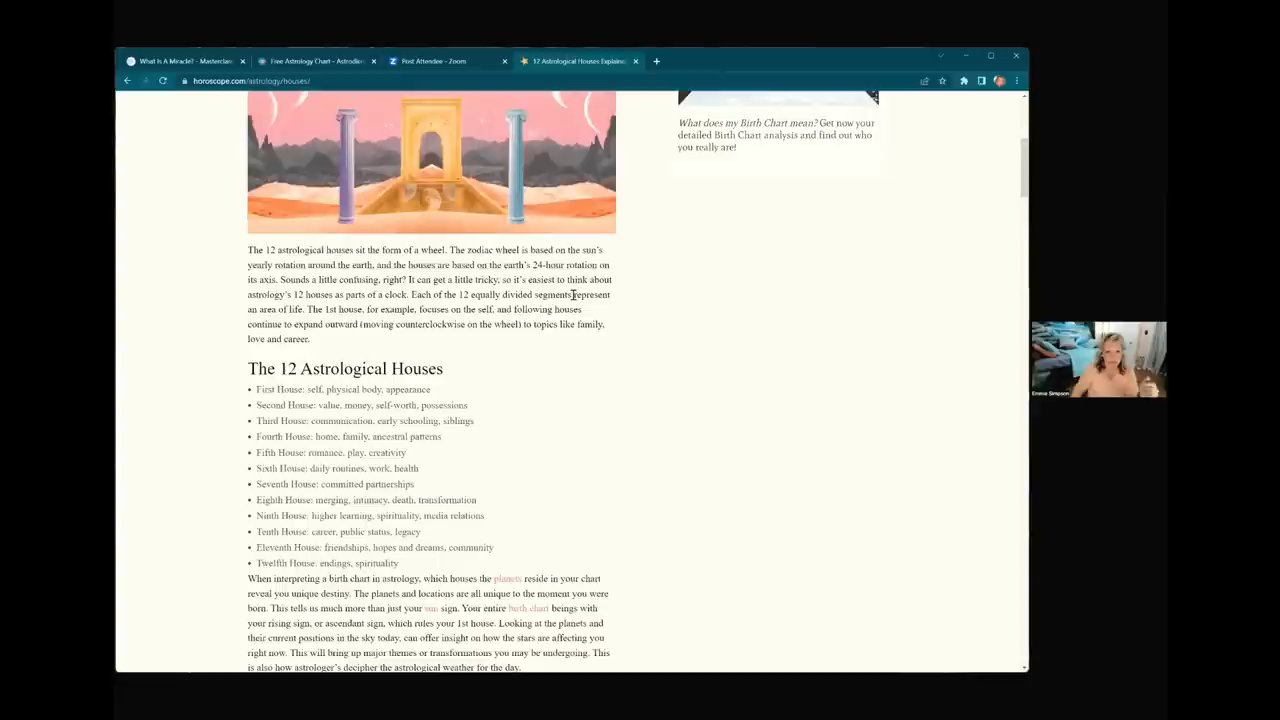 What Is A Miracle? - Masterclas
Free Astrology Chart - Astrodien
Post Attendee - Zoom
12 Astrological Houses Explaine
horoscope.com/astrology/houses/
What does my Birth Chart mean? Get now your
detailed Birth Chart analysis and find out who
you really are!
The 12 astrological houses sit the form of a wheel. The zodiac wheel is based on the sun's
yearly rotation around the earth, and the houses are based on the earth's 24-hour rotation on
its axis. Sounds a little confusing, right? It can get a little tricky, so it's easiest to think about
astrology's 12 houses as parts of a clock. Each of the 12 equally divided segments represent
an area of life. The 1st house, for example, focuses on the self, and following houses
continue to expand outward (moving counterclockwise on the wheel) to topics like family,
love and career.
The 12 Astrological Houses
• First House: self, physical body, appearance
• Second House: value, money, self-worth, possessions
• Third House: communication, early schooling, siblings
• Fourth House: home, family, ancestral patterns
• Fifth House: romance, play, creativity
• Sixth House: daily routines, work, health
• Seventh House: committed partnerships
• Eighth House: merging, intimacy, death, transformation
• Ninth House: higher learning, spirituality, media relations
• Tenth House: career, public status, legacy
• Eleventh House: friendships, hopes and dreams, community
• Twelfth House: endings, spirituality
When interpreting a birth chart in astrology, which houses the planets reside in your chart
reveal you unique destiny. The planets and locations are all unique to the moment you were
born. This tells us much more than just your sun sign. Your entire birth chart beings with
your rising sign, or ascendant sign, which rules your 1st house. Looking at the planets and
their current positions in the sky today, can offer insight on how the stars are affecting you
right now. This will bring up major themes or transformations you may be undergoing. This
is also how astrologer's decipher the astrological weather for the day.
Emmie Simpson